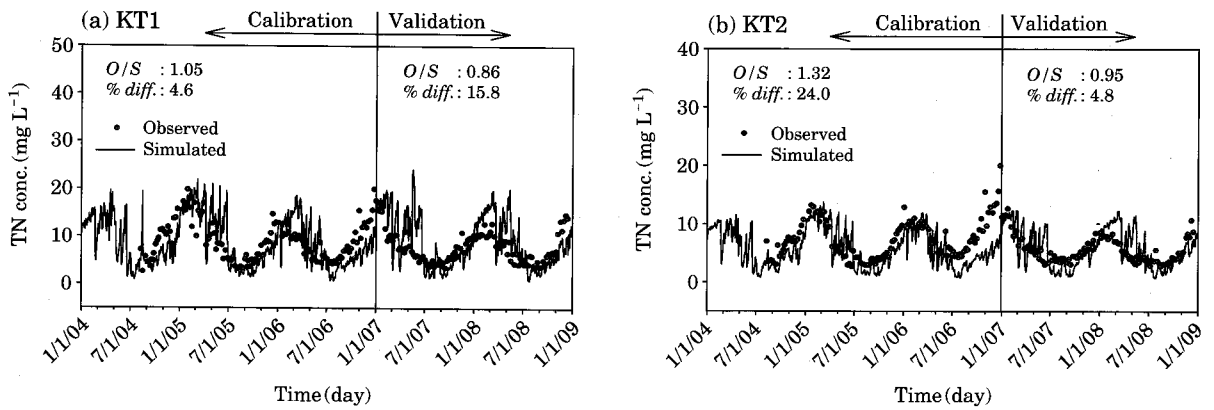 (a) KT1
Calibration
Validation
50
40
30
20
10
0
TN conc. (mg L⁻¹)
O/S : 1.05
% diff. : 4.6
O/S : 0.86
% diff. : 15.8
Observed
Simulated
1/1/04
7/1/04
1/1/05
7/1/05
1/1/06
7/1/06
1/1/07
7/1/07
1/1/08
7/1/08
1/1/09
Time (day)
(b) KT2
Calibration
Validation
40
30
20
10
0
TN conc. (mg L⁻¹)
O/S : 1.32
% diff. : 24.0
O/S : 0.95
% diff. : 4.8
Observed
Simulated
1/1/04
7/1/04
1/1/05
7/1/05
1/1/06
7/1/06
1/1/07
7/1/07
1/1/08
7/1/08
1/1/09
Time (day)